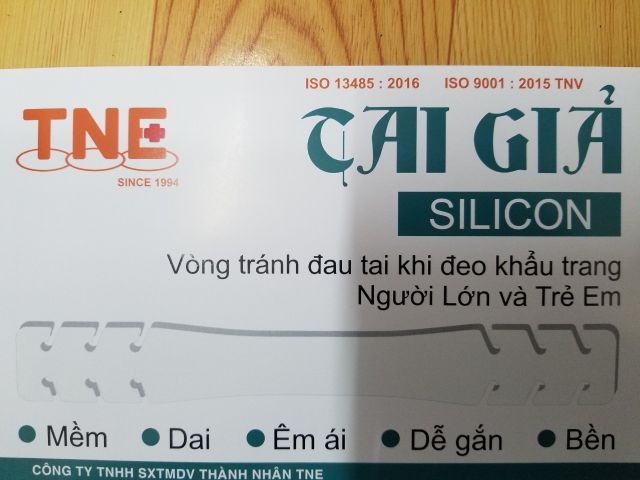 ISO 13485 : 2016 ISO 9001 : 2015 TNV
TNE
SINCE 1994
TAI GIẢ
SILICON
Vòng tránh đau tai khi đeo khẩu trang
Người Lớn và Trẻ Em
Mềm Dai Êm ái Dễ gắn Bền
CÔNG TY TNHH SXTMDV THÀNH NHÂN TNE